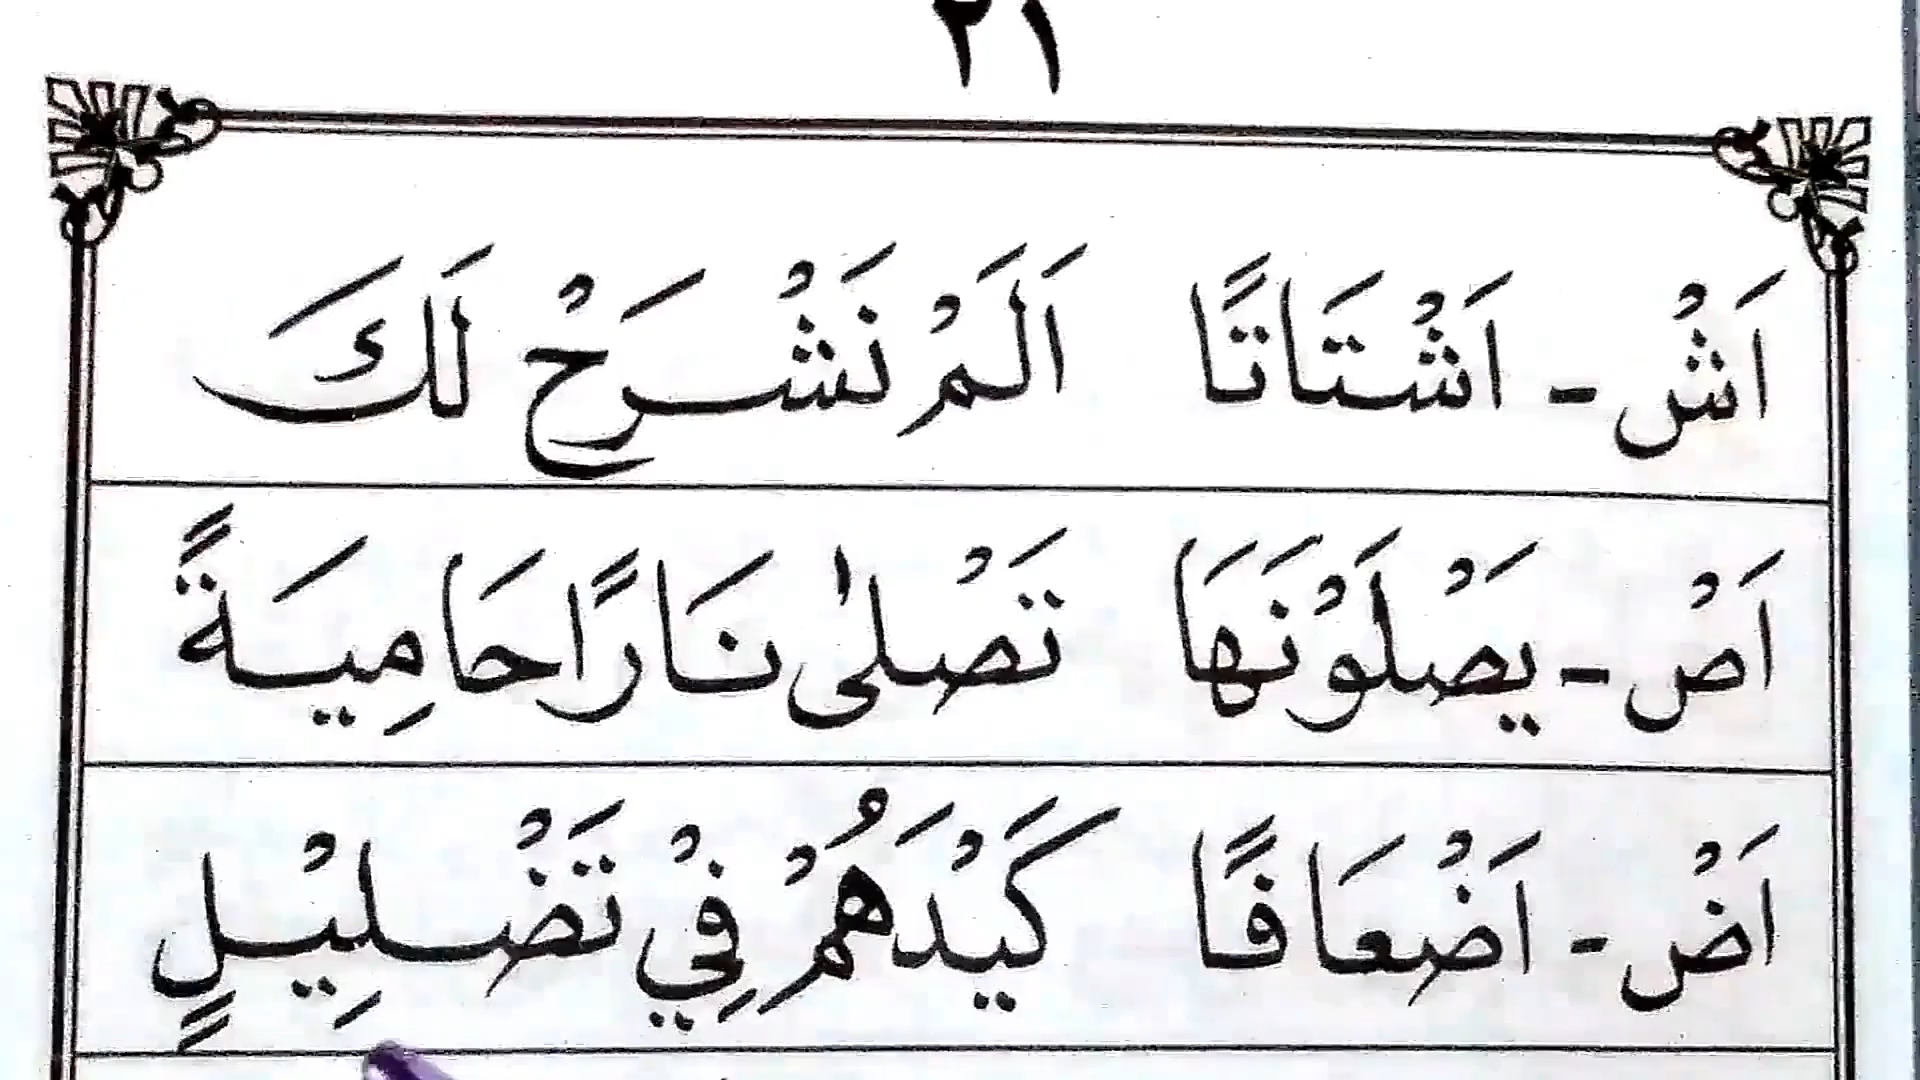 ٢١
اَشْ - اَشْتَاتًا اَلَمْ نَشْرَحْ لَكَ
اَصْ - يَصْلَوْنَهَا تَصْلٰى نَارًا حَامِيَةً
اَضْ - اَضْعَافًا كَيْدَهُمْ فِيْ تَضْلِيْلٍ